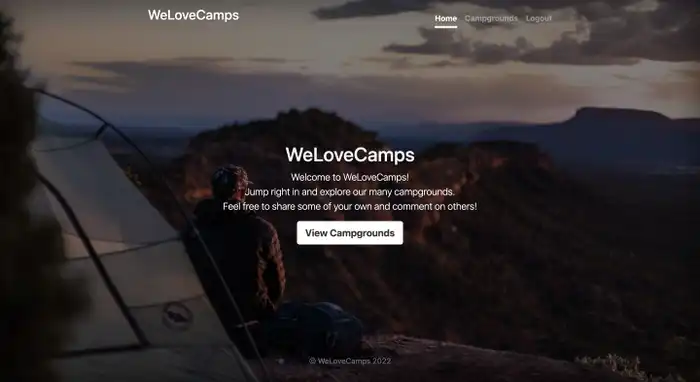 WeLoveCamps
Home Campgrounds Logout
WeLoveCamps
Welcome to WeLoveCamps!
Jump right in and explore our many campgrounds.
Feel free to share some of your own and comment on others!
View Campgrounds
© WeLoveCamps 2022